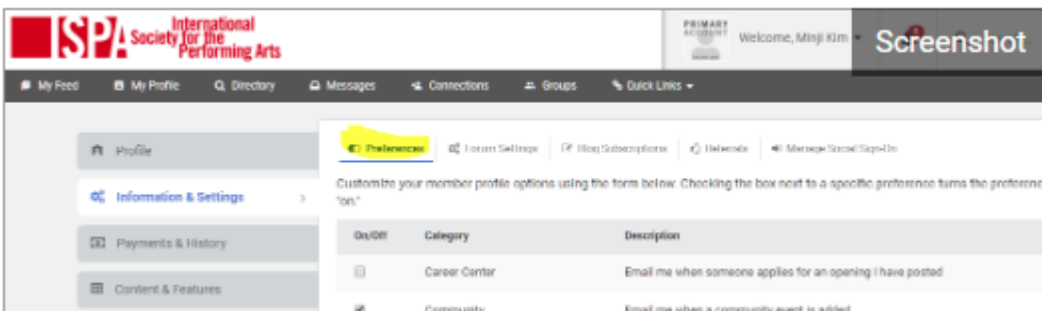 ISPA International
Society for the
Performing Arts
PRIMARY
ACCOUNT
Welcome, Minji Kim
Screenshot
My Feed My Profile Directory Messages Connections Groups Quick Links
Profile
Information & Settings
Payments & History
Content & Features
Preferences Forum Settings Blog Subscriptions Referrals Manage Social Sign-On
Customize your member profile options using the form below. Checking the box next to a specific preference turns the preference
"on."
On/Off Category Description
Career Center Email me when someone applies for an opening I have posted
Community Email me when a community event is added